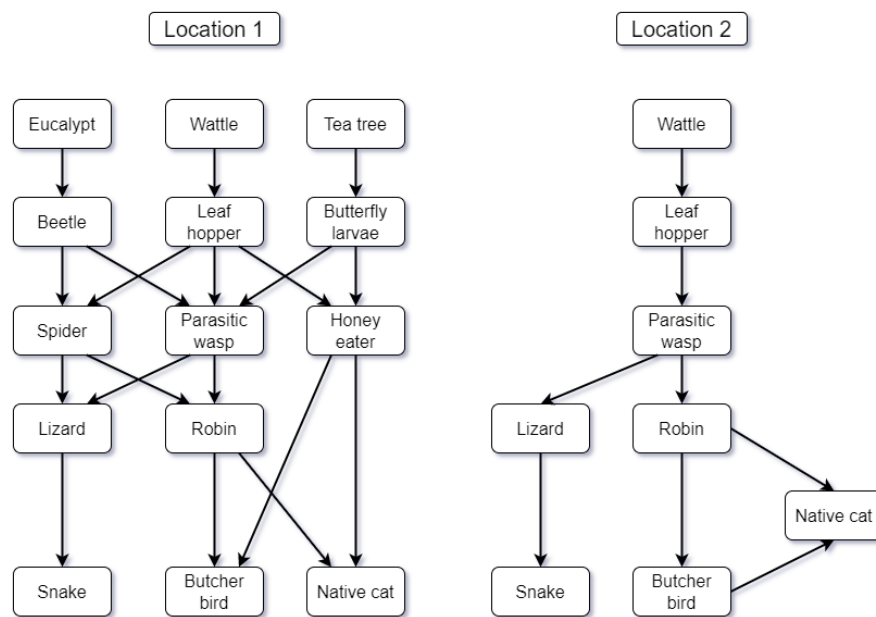 Location 1
Location 2
Eucalypt
Wattle
Tea tree
Wattle
Beetle
Leaf
hopper
Butterfly
larvae
Leaf
hopper
Spider
Parasitic
wasp
Honey
eater
Parasitic
wasp
Lizard
Robin
Lizard
Robin
Native cat
Snake
Butcher
bird
Native cat
Snake
Butcher
bird